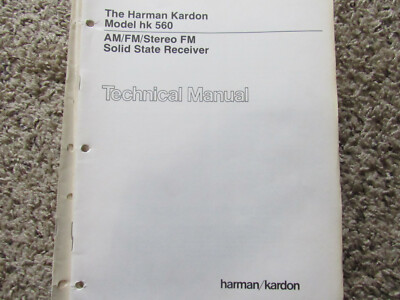 The Harman Kardon
Model hk 560
AM/FM/Stereo FM
Solid State Receiver
Technical Manual
harman/kardon